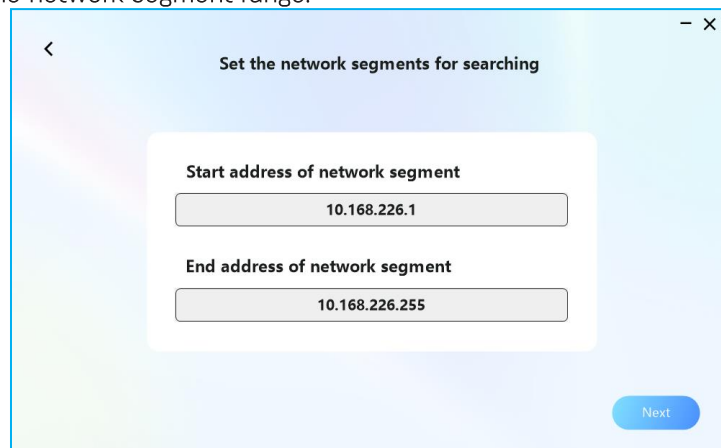 network segment range.
Set the network segments for searching
Start address of network segment
10.168.226.1
End address of network segment
10.168.226.255
Next